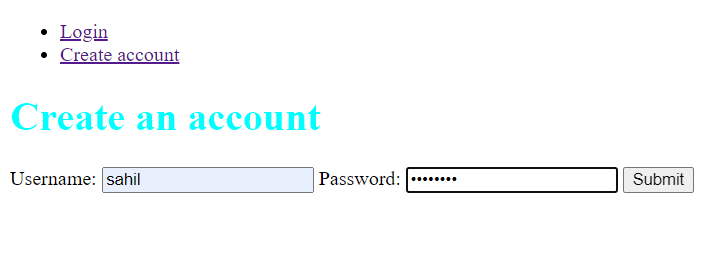 Login
Create account
Create an account
Username: sahil Password: •••••••• Submit